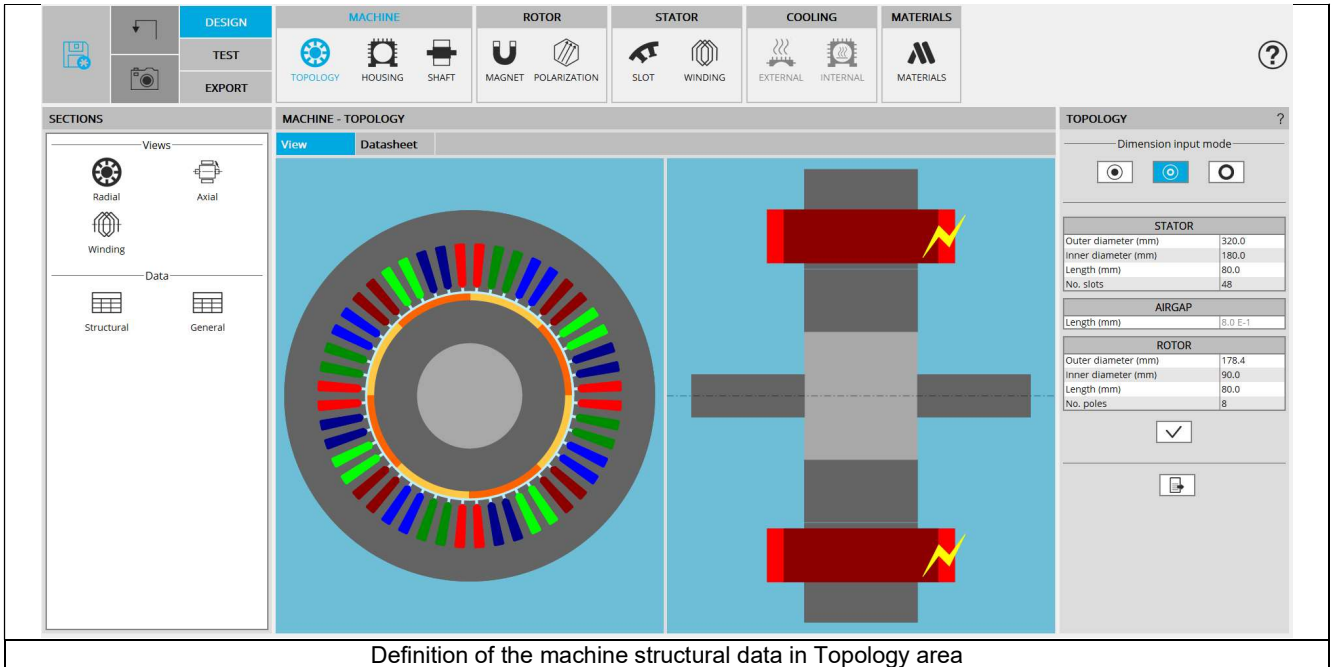 DESIGN
TEST
EXPORT
MACHINE
TOPOLOGY HOUSING SHAFT
ROTOR
MAGNET POLARIZATION
STATOR
SLOT WINDING
COOLING
EXTERNAL INTERNAL
MATERIALS
MATERIALS
?
SECTIONS
Views
Radial Axial
Winding
Data
Structural General
MACHINE - TOPOLOGY
View Datasheet
TOPOLOGY ?
Dimension input mode
STATOR
Outer diameter (mm) 320.0
Inner diameter (mm) 180.0
Length (mm) 80.0
No. slots 48
AIRGAP
Length (mm) 8.0 E-1
ROTOR
Outer diameter (mm) 178.4
Inner diameter (mm) 90.0
Length (mm) 80.0
No. poles 8
Definition of the machine structural data in Topology area